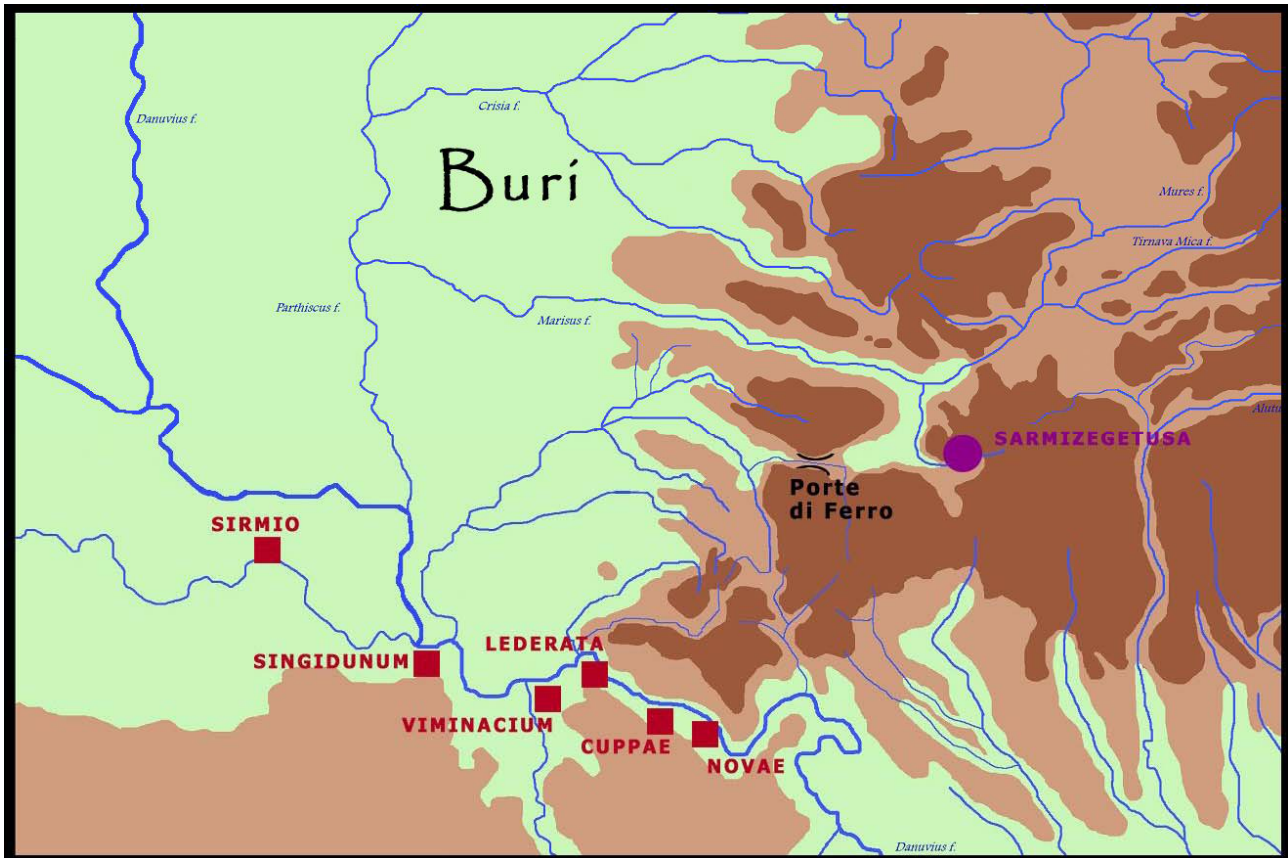 Crisia f.
Danuvius f.
Buri
Mures f.
Tirnava Mica f.
Parthiscus f.
Marisus f.
Alutu
SARMIZEGETUSA
Porte
di Ferro
SIRMIO
LEDERATA
SINGIDUNUM
VIMINACIUM
CUPPAE
NOVAE
Danuvius f.